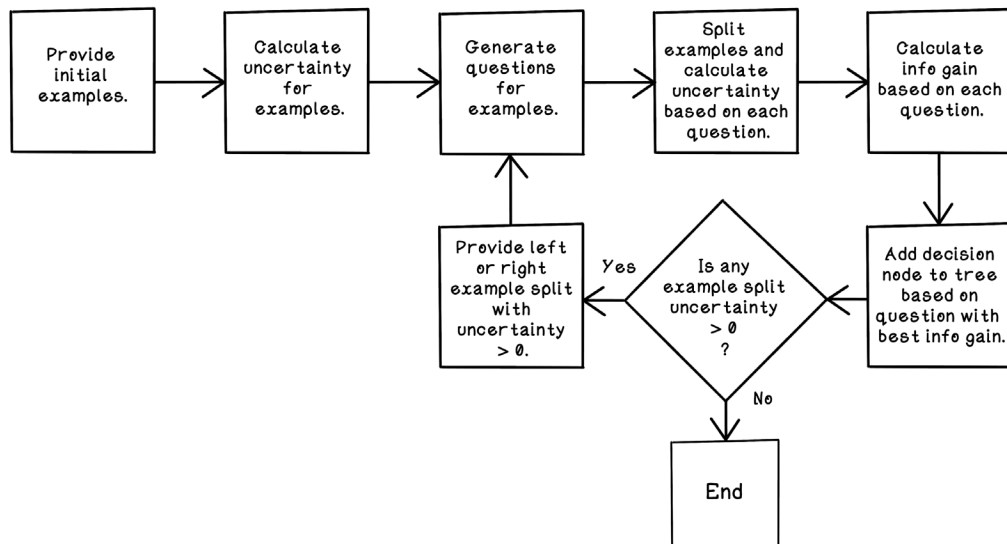 Provide
initial
examples.
Calculate
uncertainty
for
examples.
Generate
questions
for
examples.
Split
examples and
calculate
uncertainty
based on each
question.
Calculate
info gain
based on each
question.
Provide left
or right
example split
with
uncertainty
> 0.
Yes
Is any
example split
uncertainty
> 0
?
Add decision
node to tree
based on
question with
best info gain.
No
End